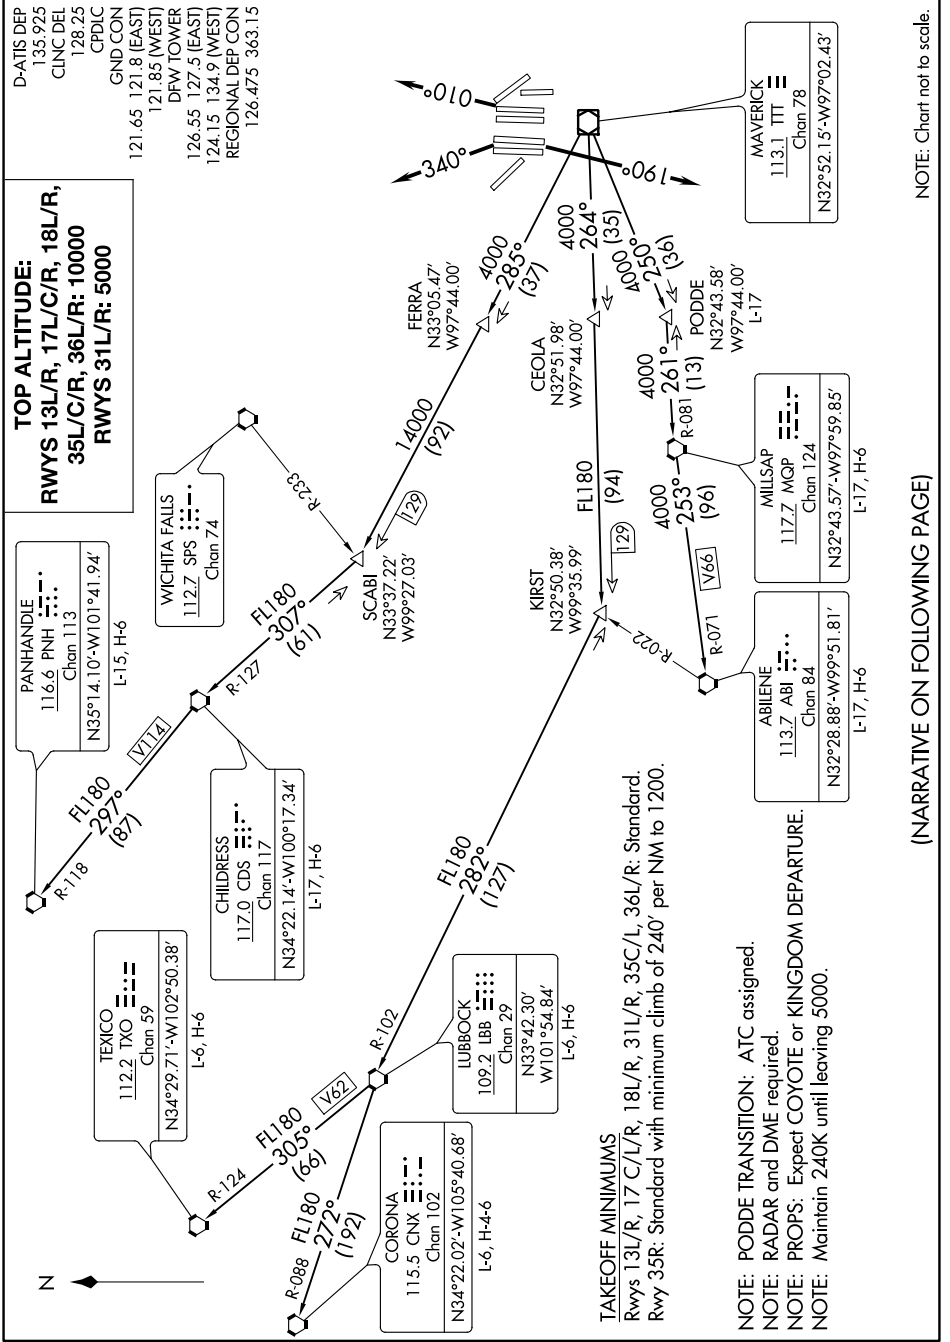 D-ATIS DEP
135.925
CLNC DEL
128.25
CPDLC
GND CON
121.65 121.8 (EAST)
121.85 (WEST)
DFW TOWER
126.55 127.5 (EAST)
124.15 134.9 (WEST)
REGIONAL DEP CON
126.475 363.15
TOP ALTITUDE:
RWYS 13L/R, 17L/C/R, 18L/R,
35L/C/R, 36L/R: 10000
RWYS 31L/R: 5000
N
PANHANDLE
116.6 PNH
Chan 113
N35°14.10'-W101°41.94'
L-15, H-6
WICHITA FALLS
112.7 SPS
Chan 74
R-233
TEXICO
112.2 TXO
Chan 59
N34°29.71'-W102°50.38'
L-6, H-6
CHILDRESS
117.0 CDS
Chan 117
N34°22.14'-W100°17.34'
L-17, H-6
R-118
FL180
297°
(87)
V114
R-127
FL180
307°
(61)
SCABI
N33°37.22'
W99°27.03'
129
14000
(92)
FERRA
N33°05.47'
W97°44.00'
4000
285°
(37)
340°
010°
190°
4000
264°
(35)
4000
250°
(36)
CEOLA
N32°51.98'
W97°44.00'
PODDE
N32°43.58'
W97°44.00'
L-17
MAVERICK
113.1 TTT
Chan 78
N32°52.15'-W97°02.43'
FL180
(94)
129
KIRST
N32°50.38'
W99°35.99'
R-022
4000
261°
(13)
R-081
4000
253°
(96)
V66
R-071
MILLSAP
117.7 MQP
Chan 124
N32°43.57'-W97°59.85'
L-17, H-6
ABILENE
113.7 ABI
Chan 84
N32°28.88'-W99°51.81'
L-17, H-6
FL180
282°
(127)
R-102
LUBBOCK
109.2 LBB
Chan 29
N33°42.30'
W101°54.84'
L-6, H-6
R-124
FL180
305°
(66)
V62
R-088
FL180
272°
(192)
CORONA
115.5 CNX
Chan 102
N34°22.02'-W105°40.68'
L-6, H-4-6
TAKEOFF MINIMUMS
Rwys 13L/R, 17 C/L/R, 18L/R, 31L/R, 35C/L, 36L/R: Standard.
Rwy 35R: Standard with minimum climb of 240' per NM to 1200.
NOTE: PODDE TRANSITION: ATC assigned.
NOTE: RADAR and DME required.
NOTE: PROPS: Expect COYOTE or KINGDOM DEPARTURE.
NOTE: Maintain 240K until leaving 5000.
(NARRATIVE ON FOLLOWING PAGE)
NOTE: Chart not to scale.